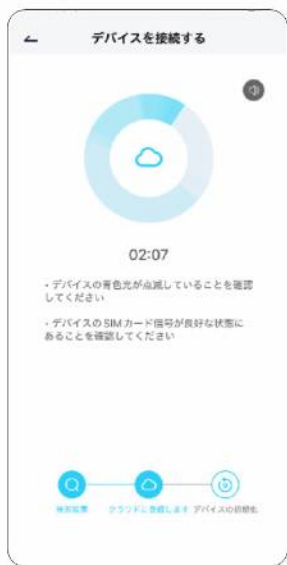 デバイスを接続する
02:07
・デバイスの青色光が点滅していることを確認
してください
・デバイスのSIMカード信号が良好な状態に
あることを確認してください
クラウドに登録します デバイスの初期化